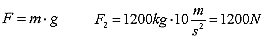 F = m · g    F₂ = 1200kg · 10 m/s² = 1200N